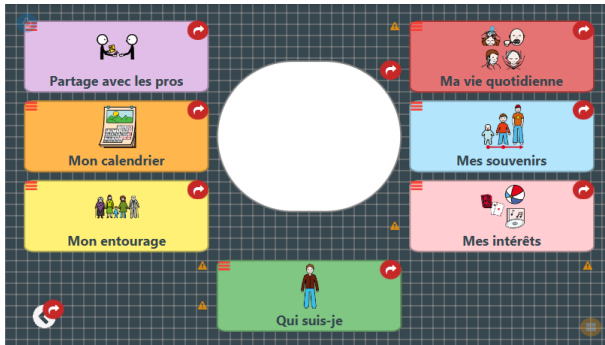 Partage avec les pros
Ma vie quotidienne
Mon calendrier
Mes souvenirs
Mon entourage
Mes intérêts
Qui suis-je